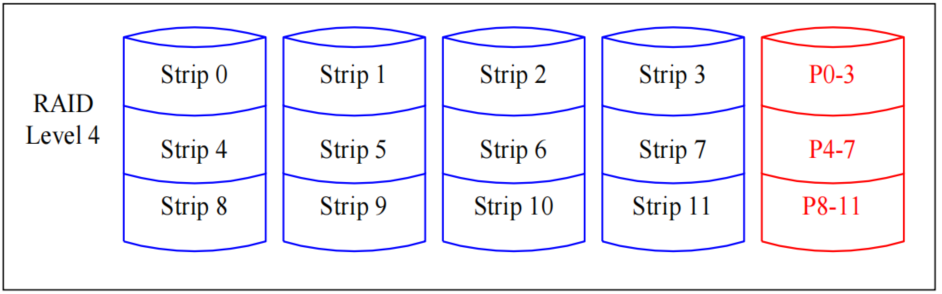 RAID
Level 4
Strip 0 Strip 1 Strip 2 Strip 3 P0-3
Strip 4 Strip 5 Strip 6 Strip 7 P4-7
Strip 8 Strip 9 Strip 10 Strip 11 P8-11